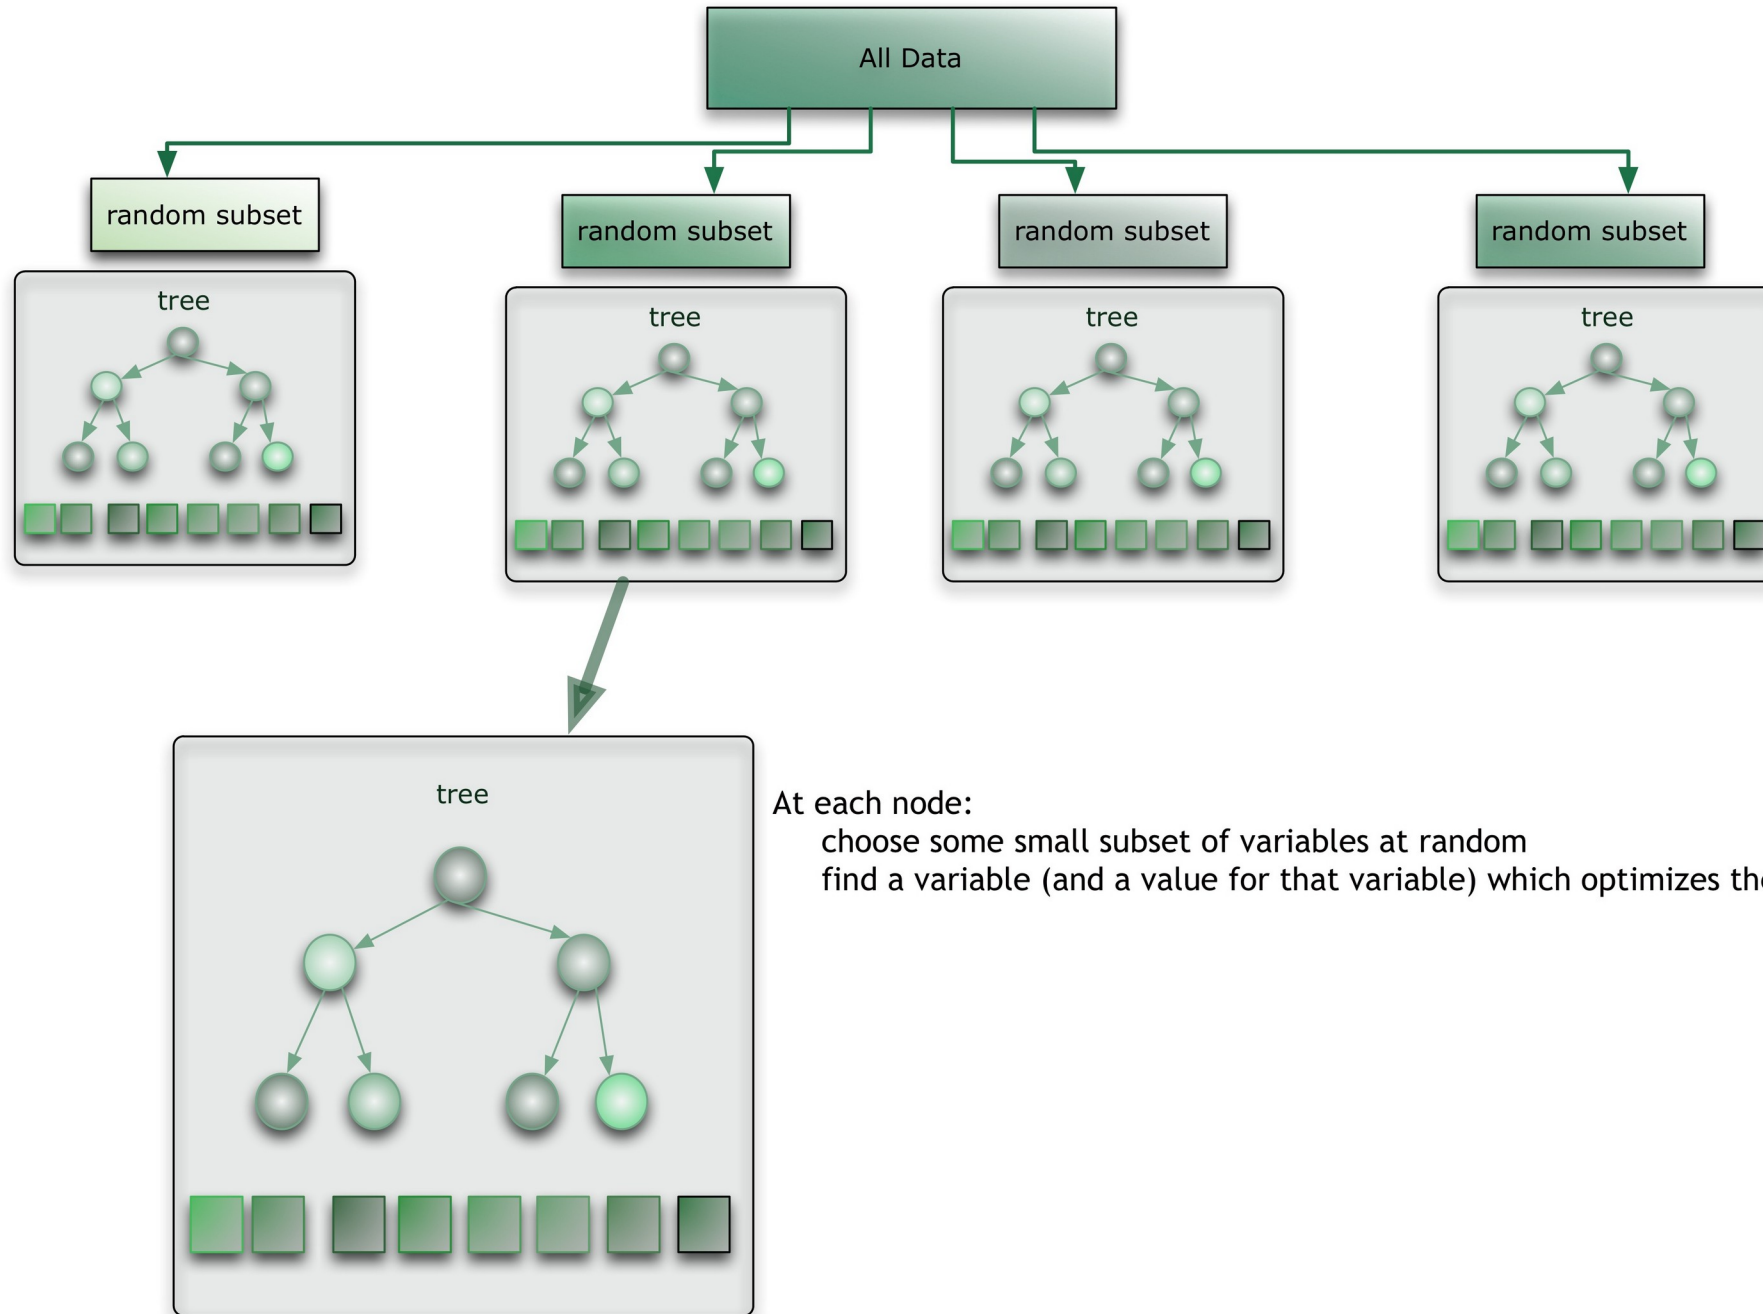 All Data
random subset
random subset
random subset
random subset
tree
tree
tree
tree
tree
At each node:
choose some small subset of variables at random
find a variable (and a value for that variable) which optimizes